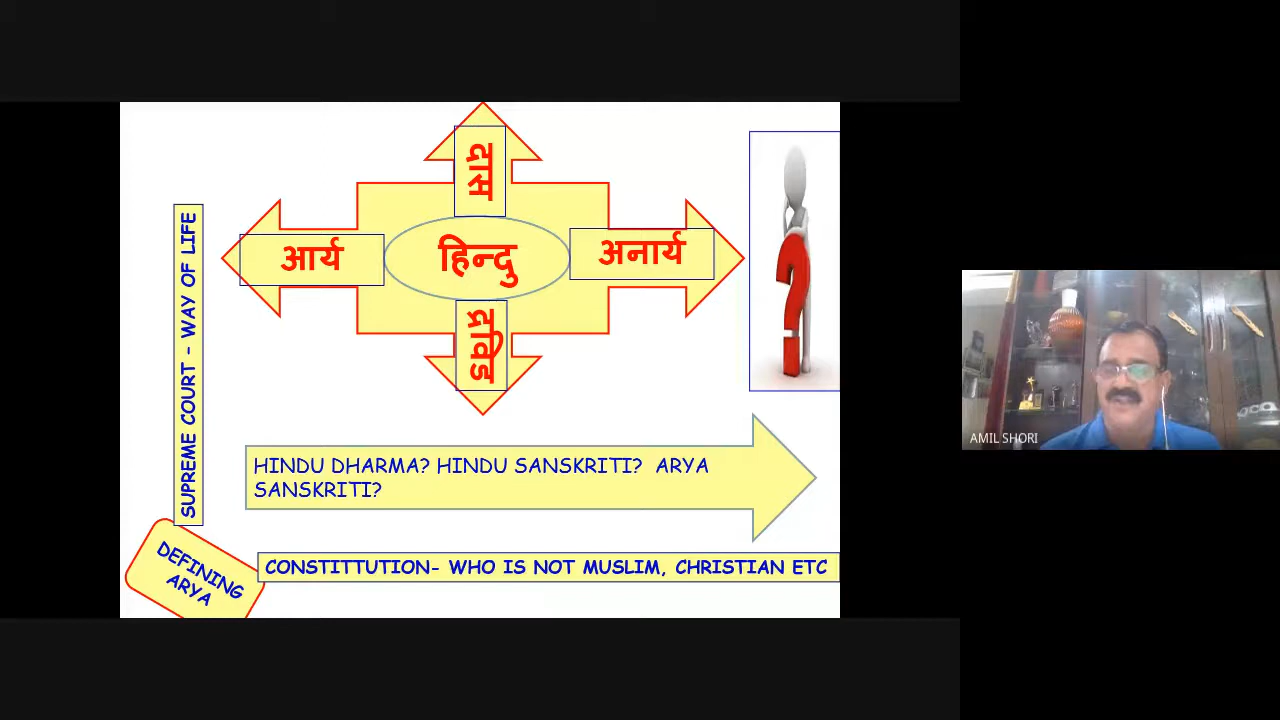 दास
आर्य
हिन्दु
अनार्य
द्रविड
SUPREME COURT - WAY OF LIFE
HINDU DHARMA? HINDU SANSKRITI? ARYA
SANSKRITI?
DEFINING
ARYA
CONSTITTUTION- WHO IS NOT MUSLIM, CHRISTIAN ETC
AMIL SHORI